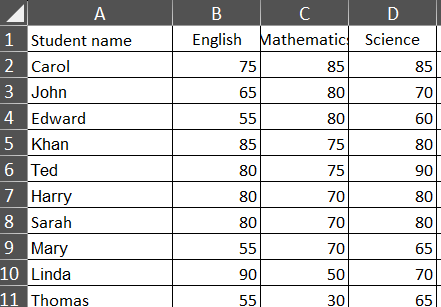 A B C D
1 Student name English Mathematics Science
2 Carol 75 85 85
3 John 65 80 70
4 Edward 55 80 60
5 Khan 85 75 80
6 Ted 80 75 90
7 Harry 80 70 80
8 Sarah 80 70 80
9 Mary 55 70 65
10 Linda 90 50 70
11 Thomas 55 30 65